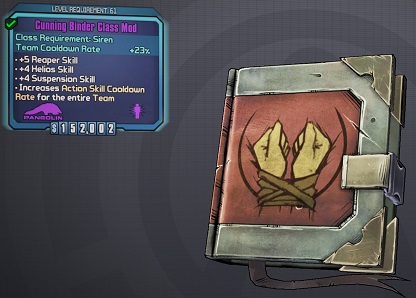 LEVEL REQUIREMENT: 61
Cunning Binder Class Mod
Class Requirement: Siren
Team Cooldown Rate +23%
• +5 Reaper Skill
• +4 Helios Skill
• +4 Suspension Skill
• Increases Action Skill Cooldown
Rate for the entire Team
PANGOLIN
$152,002